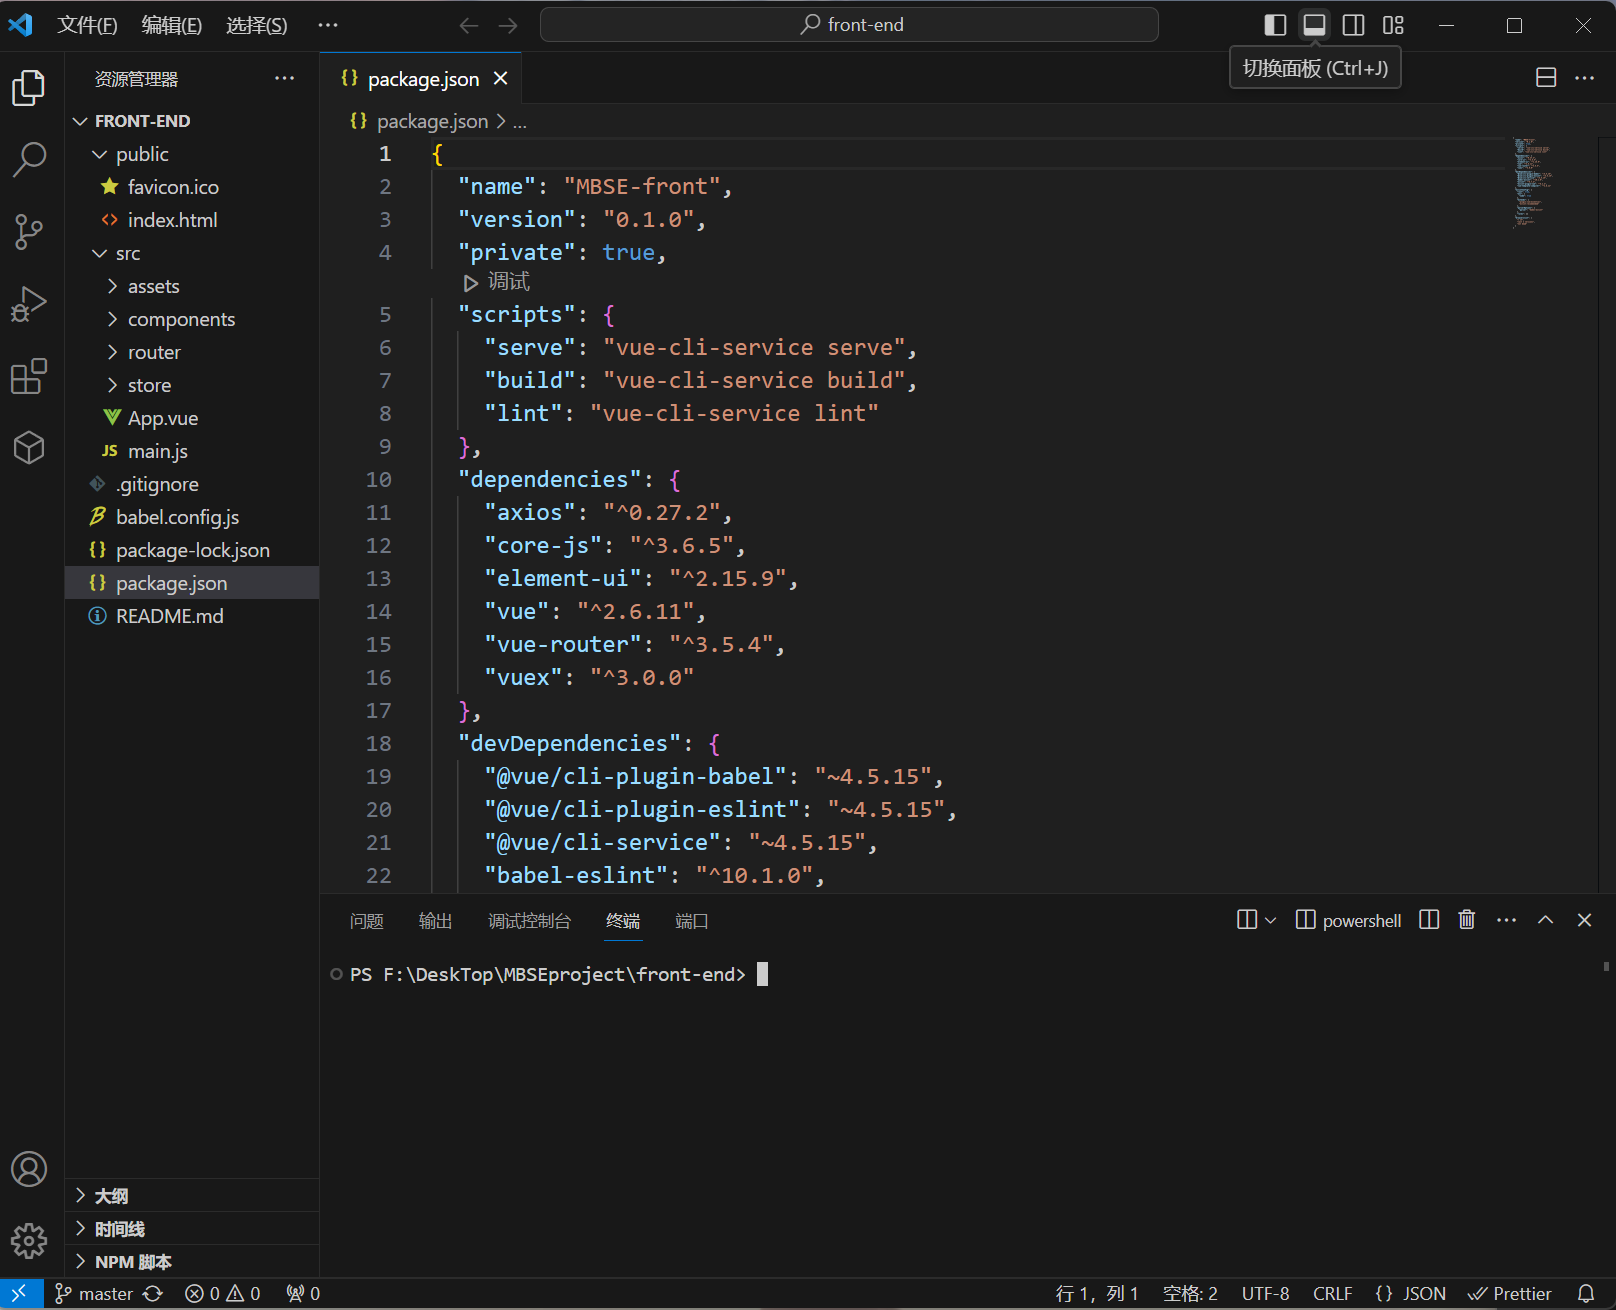 文件(F) 编辑(E) 选择(S) ··· front-end
切换面板 (Ctrl+J)
资源管理器 ···
FRONT-END
public
favicon.ico
index.html
src
assets
components
router
store
App.vue
JS main.js
.gitignore
babel.config.js
{} package-lock.json
{} package.json
README.md
大纲
时间线
NPM 脚本
{} package.json
{} package.json > ...
1 {
2 "name": "MBSE-front",
3 "version": "0.1.0",
4 "private": true,
调试
5 "scripts": {
6 "serve": "vue-cli-service serve",
7 "build": "vue-cli-service build",
8 "lint": "vue-cli-service lint"
9 },
10 "dependencies": {
11 "axios": "^0.27.2",
12 "core-js": "^3.6.5",
13 "element-ui": "^2.15.9",
14 "vue": "^2.6.11",
15 "vue-router": "^3.5.4",
16 "vuex": "^3.0.0"
17 },
18 "devDependencies": {
19 "@vue/cli-plugin-babel": "~4.5.15",
20 "@vue/cli-plugin-eslint": "~4.5.15",
21 "@vue/cli-service": "~4.5.15",
22 "babel-eslint": "^10.1.0",
问题 输出 调试控制台 终端 端口 powershell
PS F:\DeskTop\MBSEproject\front-end>
master 0 0 0 行 1，列 1 空格: 2 UTF-8 CRLF {} JSON Prettier